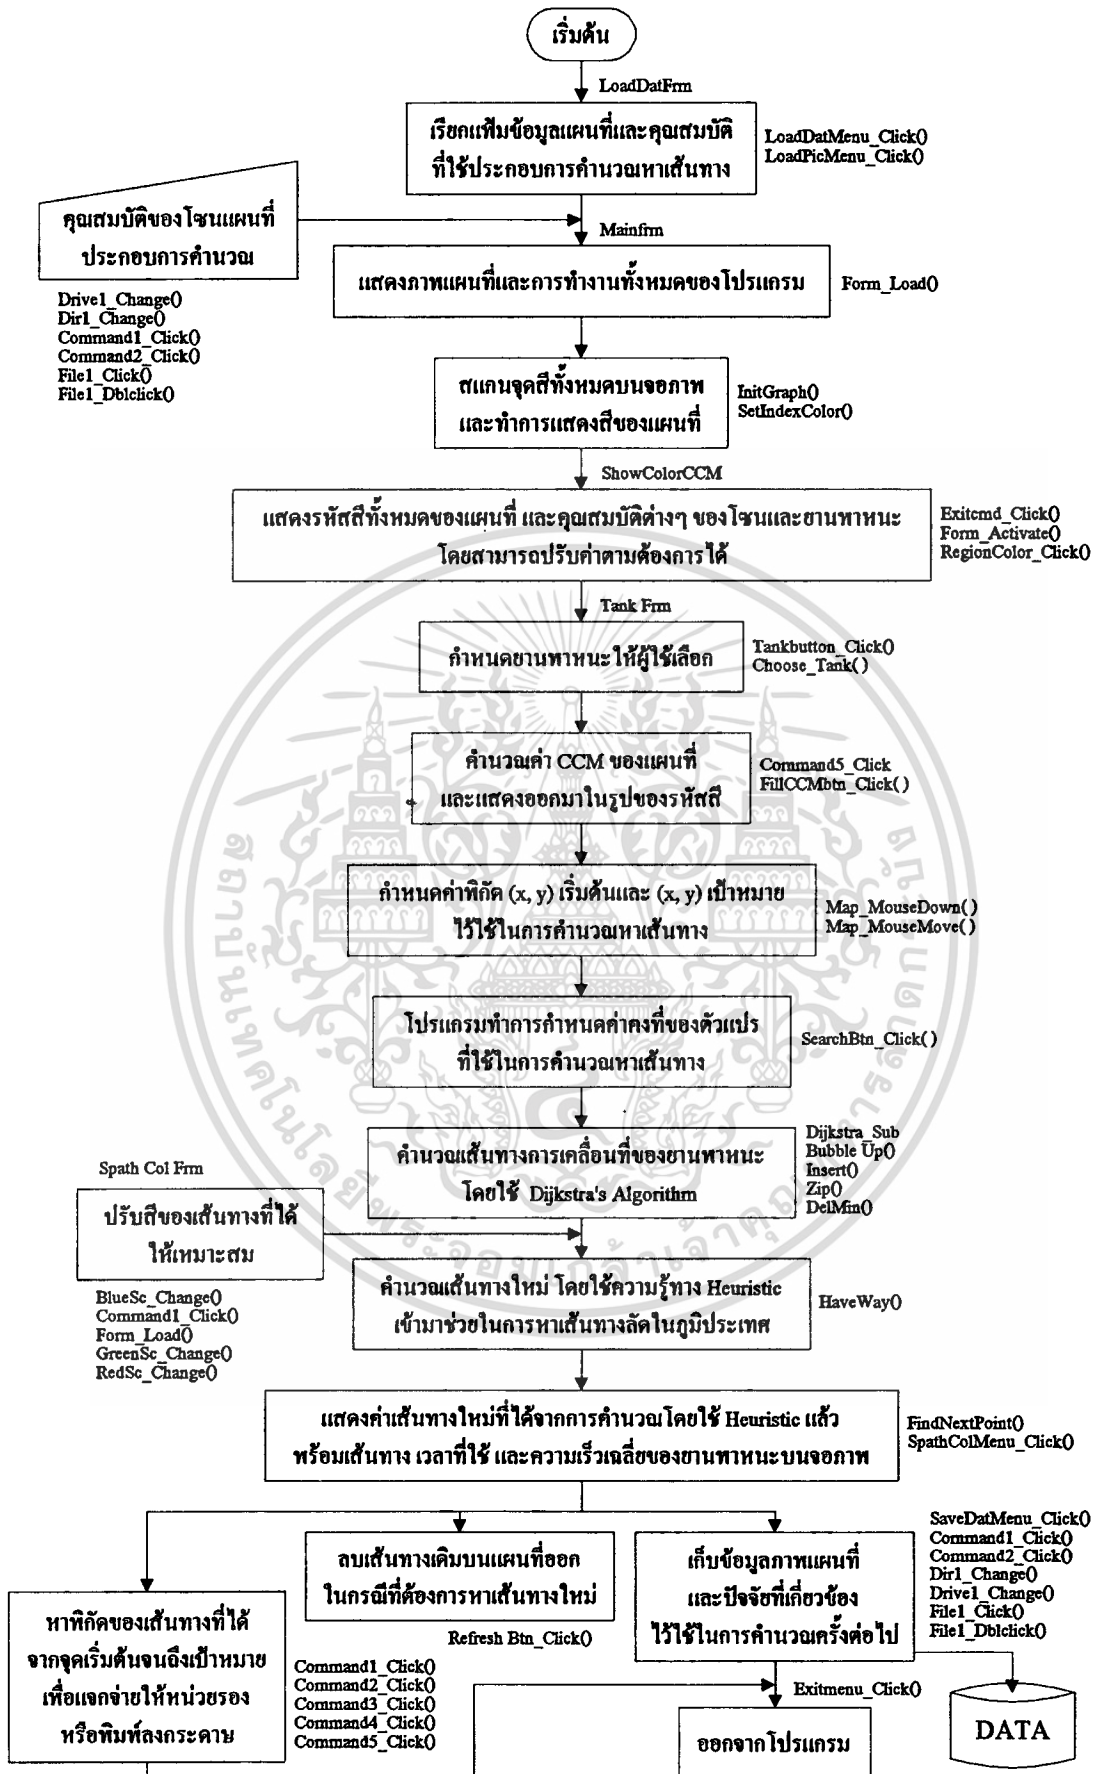 เริ่มต้น
LoadDatFrm
เรียกแฟ้มข้อมูลแผนที่และคุณสมบัติ
ที่ใช้ประกอบการคำนวณหาเส้นทาง
LoadDatMenu_Click()
LoadPicMenu_Click()
คุณสมบัติของโซนแผนที่
ประกอบการคำนวณ
Drive1_Change()
Dir1_Change()
Command1_Click()
Command2_Click()
File1_Click()
File1_Dblclick()
Mainfrm
แสดงภาพแผนที่และการทำงานทั้งหมดของโปรแกรม
Form_Load()
สแกนจุดสีทั้งหมดบนจอภาพ
และทำการแสดงสีของแผนที่
InitGraph()
SetIndexColor()
ShowColorCCM
แสดงรหัสสีทั้งหมดของแผนที่ และคุณสมบัติต่างๆ ของโซนและยานพาหนะ
โดยสามารถปรับค่าตามต้องการได้
Exitcmd_Click()
Form_Activate()
RegionColor_Click()
Tank Frm
กำหนดยานพาหนะให้ผู้ใช้เลือก
Tankbutton_Click()
Choose_Tank( )
คำนวณค่า CCM ของแผนที่
และแสดงออกมาในรูปของรหัสสี
Command5_Click
FillCCMbtn_Click( )
กำหนดค่าพิกัด (x, y) เริ่มต้นและ (x, y) เป้าหมาย
ไว้ใช้ในการคำนวณหาเส้นทาง
Map_MouseDown( )
Map_MouseMove( )
โปรแกรมทำการกำหนดค่าคงที่ของตัวแปร
ที่ใช้ในการคำนวณหาเส้นทาง
SearchBtn_Click( )
คำนวณเส้นทางการเคลื่อนที่ของยานพาหนะ
โดยใช้ Dijkstra's Algorithm
Dijkstra_Sub
Bubble Up()
Insert()
Zip()
DelMin()
Spath Col Frm
ปรับสีของเส้นทางที่ได้
ให้เหมาะสม
BlueSc_Change()
Command1_Click()
Form_Load()
GreenSc_Change()
RedSc_Change()
คำนวณเส้นทางใหม่ โดยใช้ความรู้ทาง Heuristic
เข้ามาช่วยในการหาเส้นทางลัดในภูมิประเทศ
HaveWay()
แสดงค่าเส้นทางใหม่ที่ได้จากการคำนวณโดยใช้ Heuristic แล้ว
พร้อมเส้นทาง เวลาที่ใช้ และความเร็วเฉลี่ยของยานพาหนะบนจอภาพ
FindNextPoint()
SpathColMenu_Click()
หาพิกัดของเส้นทางที่ได้
จากจุดเริ่มต้นจนถึงเป้าหมาย
เพื่อแจกจ่ายให้หน่วยรอง
หรือพิมพ์ลงกระดาษ
Command1_Click()
Command2_Click()
Command3_Click()
Command4_Click()
Command5_Click()
ลบเส้นทางเดิมบนแผนที่ออก
ในกรณีที่ต้องการหาเส้นทางใหม่
Refresh Btn_Click()
เก็บข้อมูลภาพแผนที่
และปัจจัยที่เกี่ยวข้อง
ไว้ใช้ในการคำนวณครั้งต่อไป
SaveDatMenu_Click()
Command1_Click()
Command2_Click()
Dir1_Change()
Drive1_Change()
File1_Click()
File1_Dblclick()
Exitmenu_Click()
ออกจากโปรแกรม
DATA
สถาบันเทคโนโลยีพระจอมเกล้าเจ้าคุณทหารลาดกระบัง